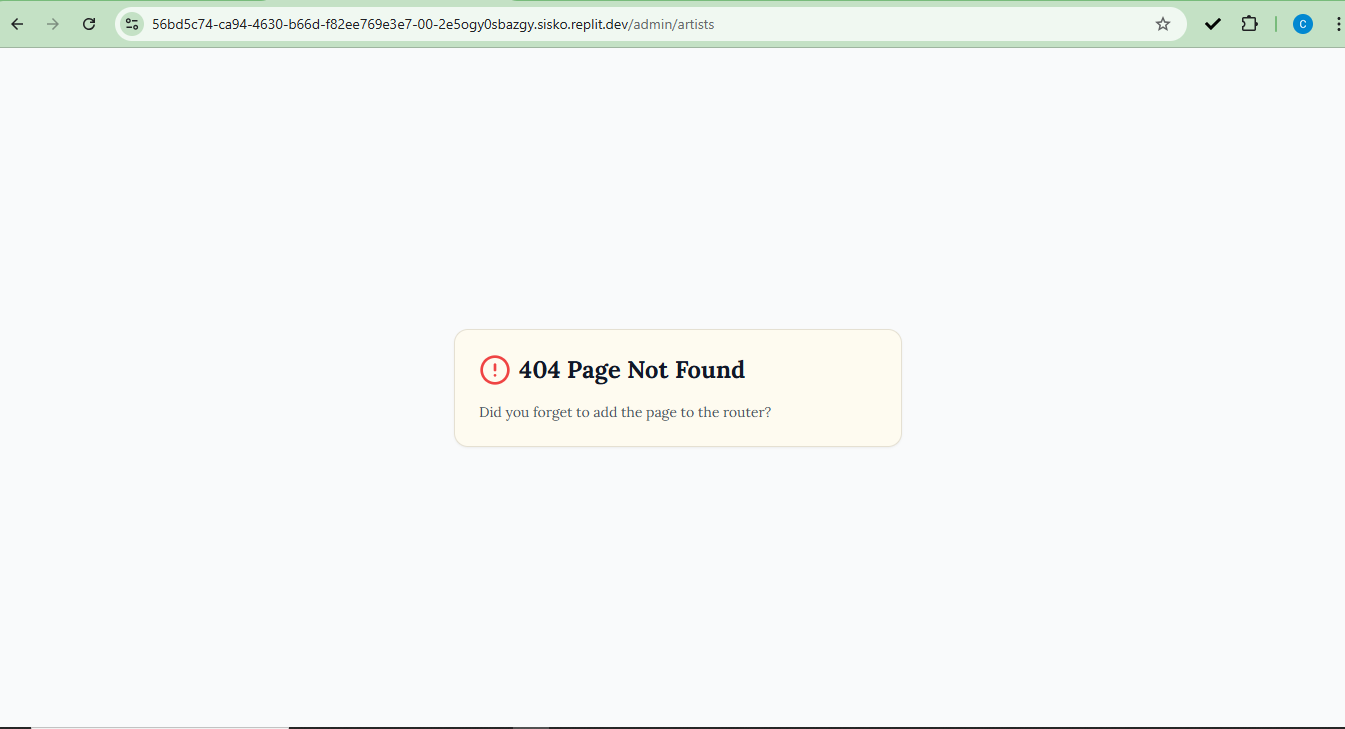 56bd5c74-ca94-4630-b66d-f82ee769e3e7-00-2e5ogy0sbazgy.sisko.replit.dev/admin/artists
C
404 Page Not Found
Did you forget to add the page to the router?